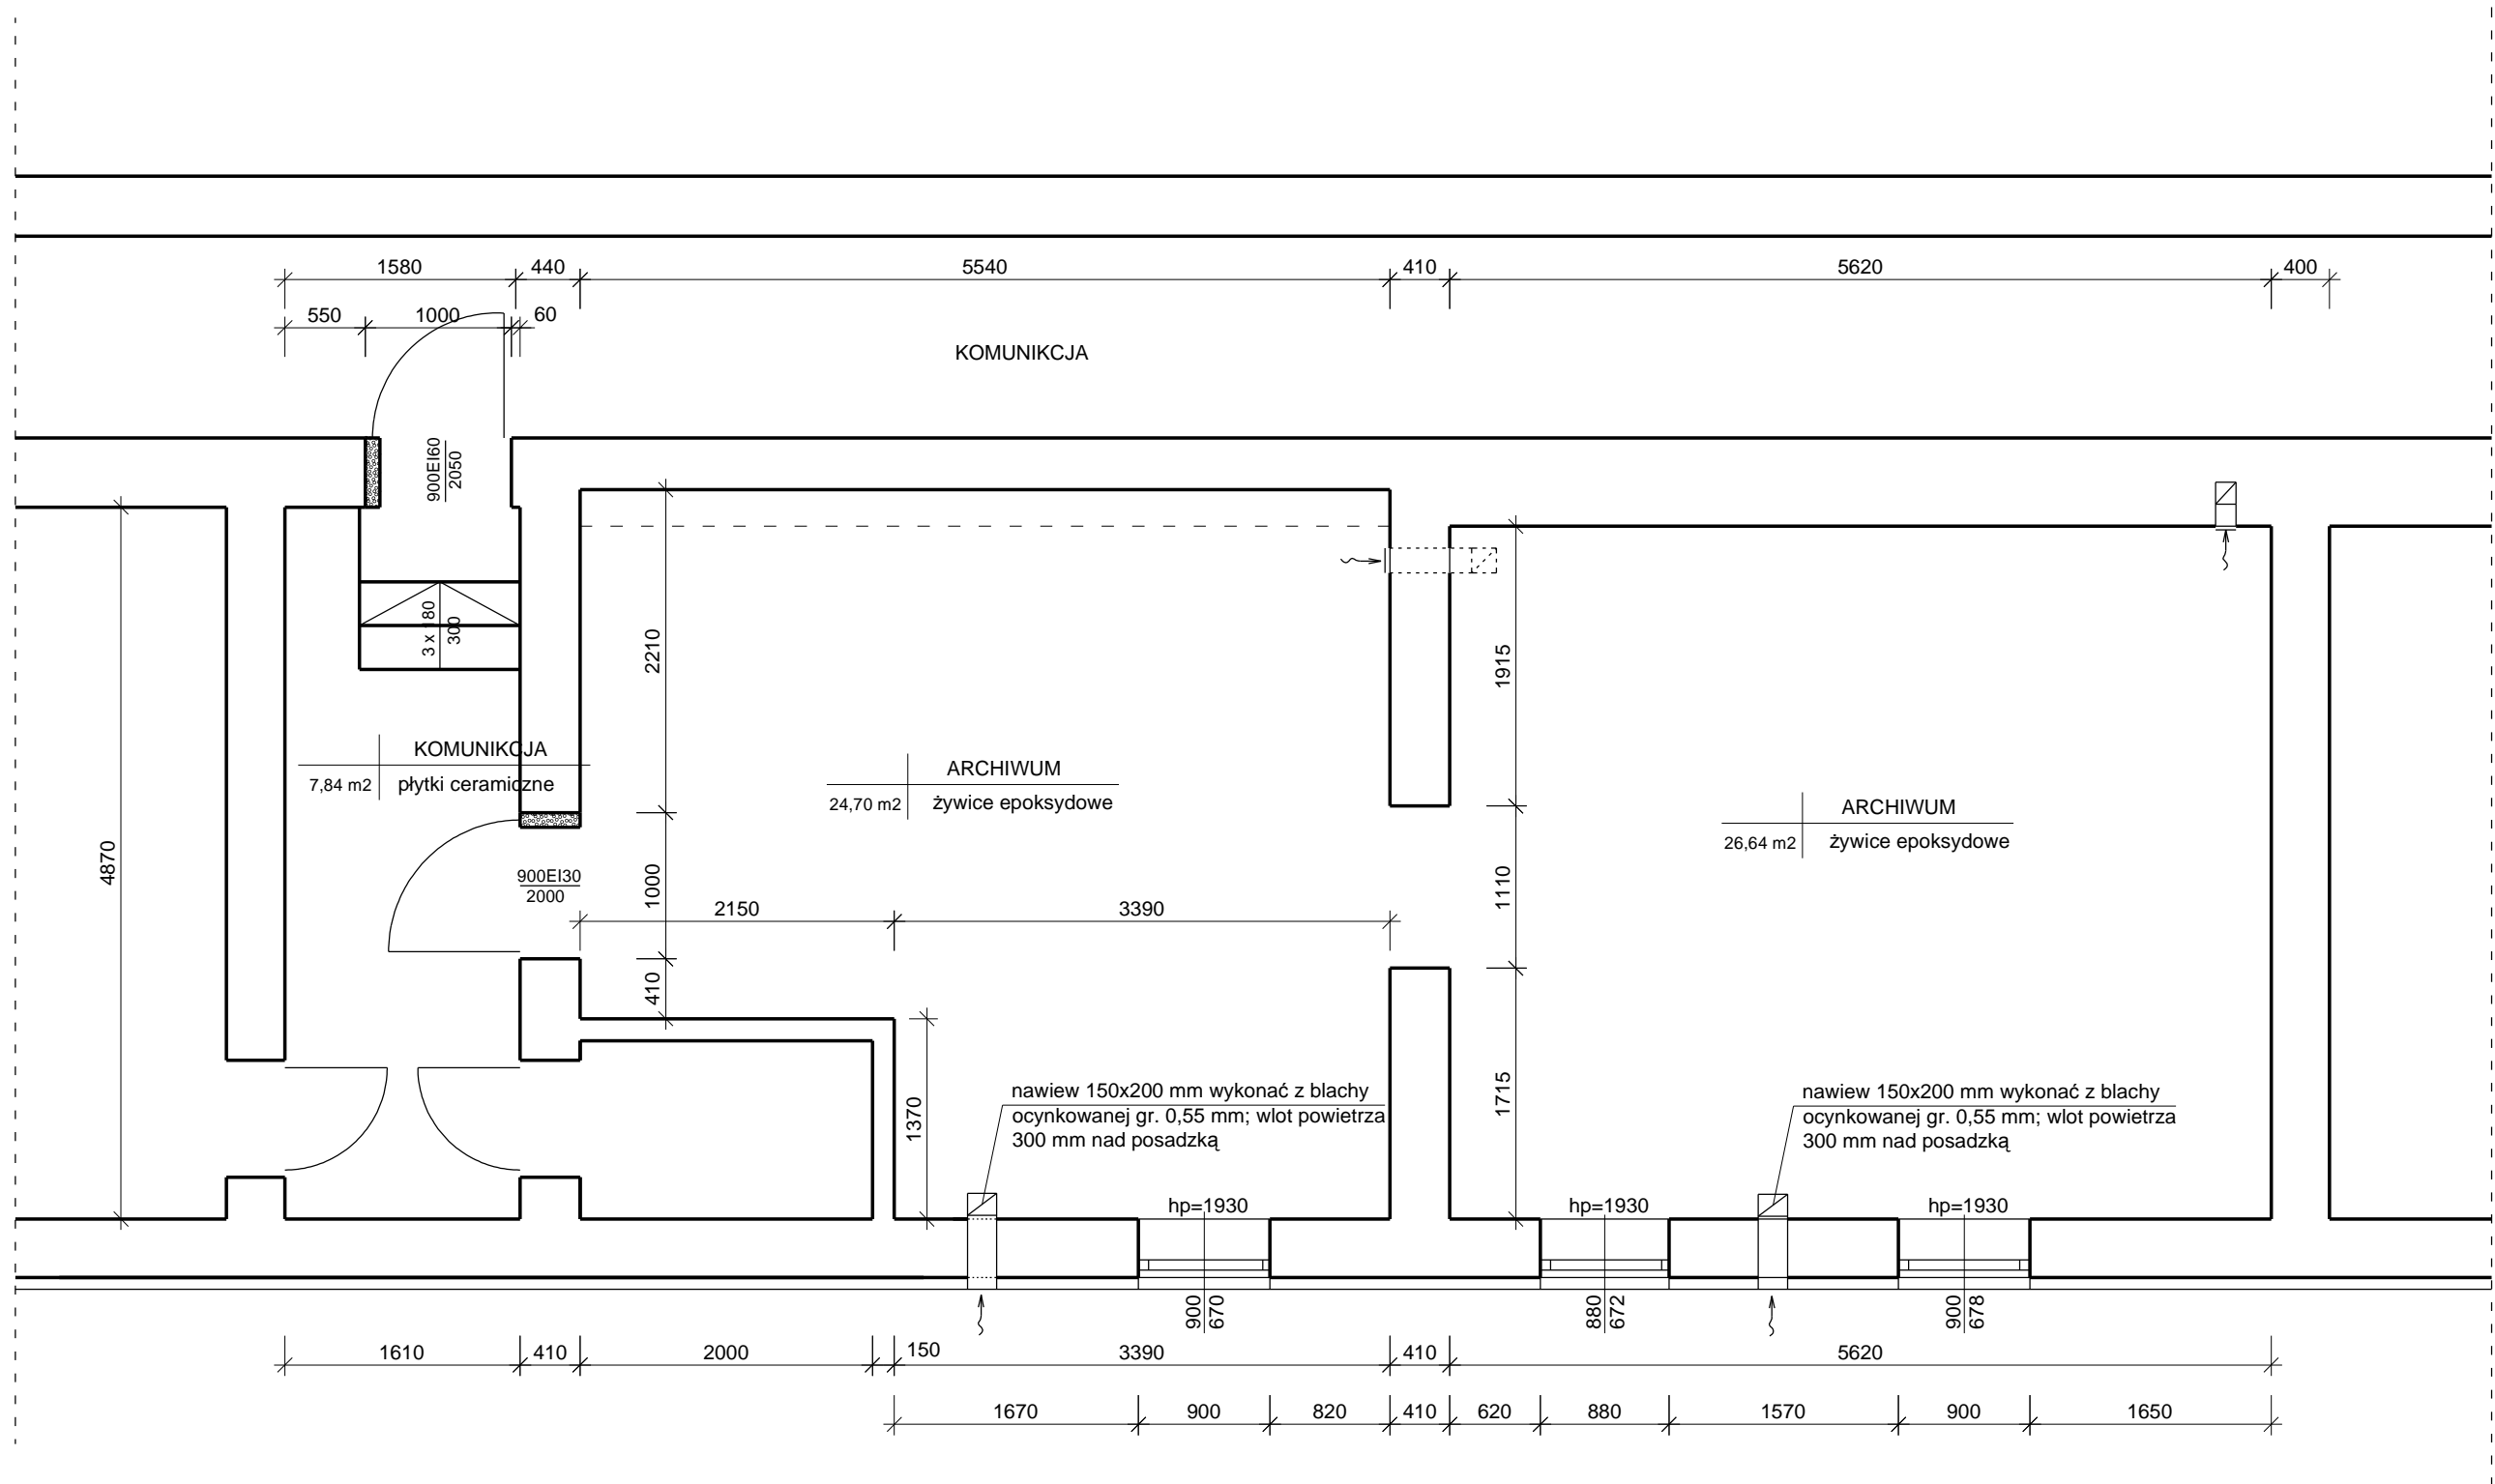 1580
440
5540
410
5620
400
550
1000
60
KOMUNIKCJA
900EI60
2050
3 x 180
300
2210
1915
KOMUNIKCJA
7,84 m2
płytki ceramiczne
ARCHIWUM
24,70 m2
żywice epoksydowe
ARCHIWUM
26,64 m2
żywice epoksydowe
4870
900EI30
2000
1000
2150
3390
1110
410
1370
1715
nawiew 150x200 mm wykonać z blachy
ocynkowanej gr. 0,55 mm; wlot powietrza
300 mm nad posadzką
nawiew 150x200 mm wykonać z blachy
ocynkowanej gr. 0,55 mm; wlot powietrza
300 mm nad posadzką
hp=1930
hp=1930
hp=1930
900
670
880
672
900
678
1610
410
2000
150
3390
410
5620
1670
900
820
410
620
880
1570
900
1650